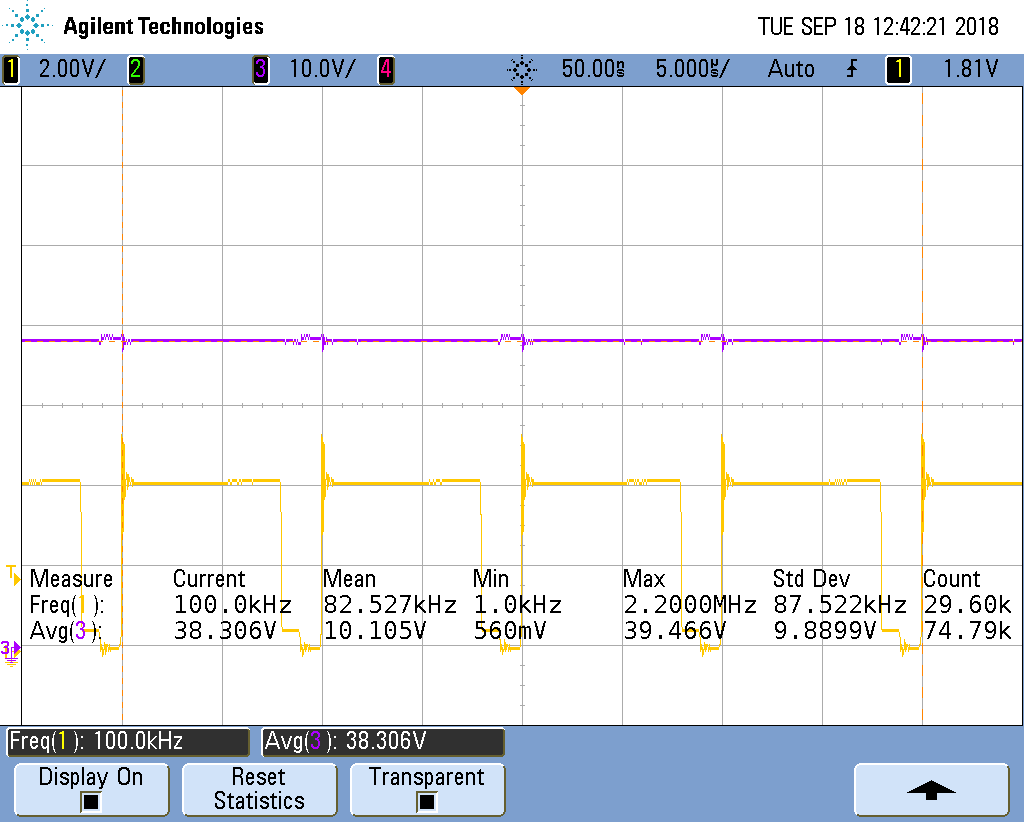 Agilent Technologies TUE SEP 18 12:42:21 2018
1 2.00V/ 2 3 10.0V/ 4 50.00s 5.000s/ Auto 1 1.81V
T
Measure Current Mean Min Max Std Dev Count
Freq(1): 100.0kHz 82.527kHz 1.0kHz 2.2000MHz 87.522kHz 29.60k
Avg(3): 38.306V 10.105V 560mV 39.466V 9.8899V 74.79k
3
Freq(1): 100.0kHz Avg(3): 38.306V
Display On Reset Statistics Transparent